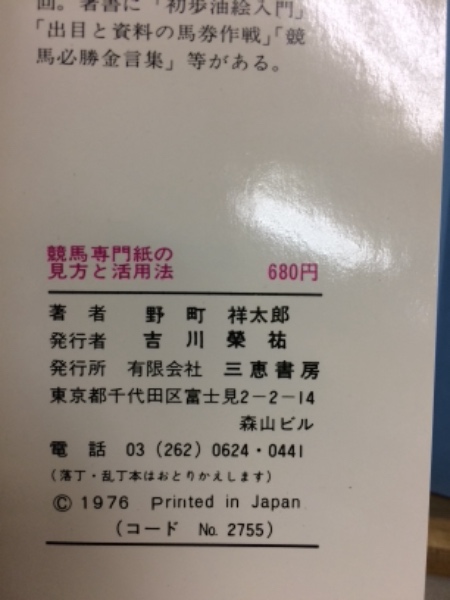 回。著書に「初歩油絵入門」
「出目と資料の馬券作戦」「競
馬必勝金言集」等がある。
競馬専門紙の
見方と活用法　680円
著者　野町祥太郎
発行者　吉川榮祐
発行所　有限会社　三恵書房
東京都千代田区富士見2-2-14
森山ビル
電話　03 (262) 0624・0441
(落丁・乱丁本はおとりかえします)
© 1976 Printed in Japan
(コード　No. 2755)